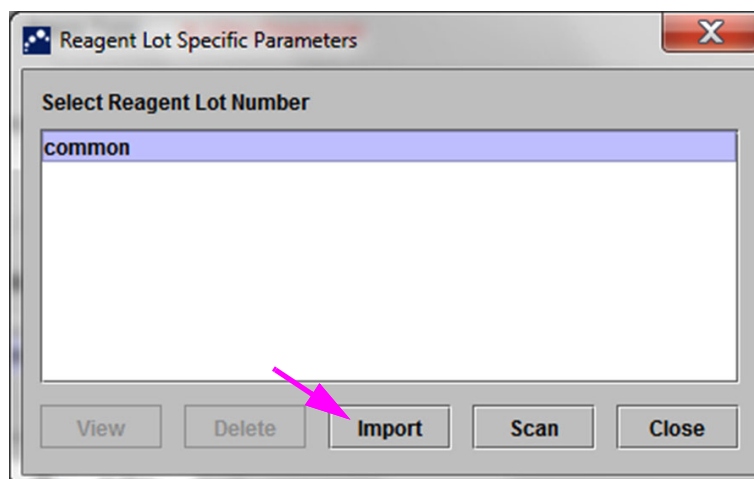 Reagent Lot Specific Parameters
Select Reagent Lot Number
common
View Delete Import Scan Close